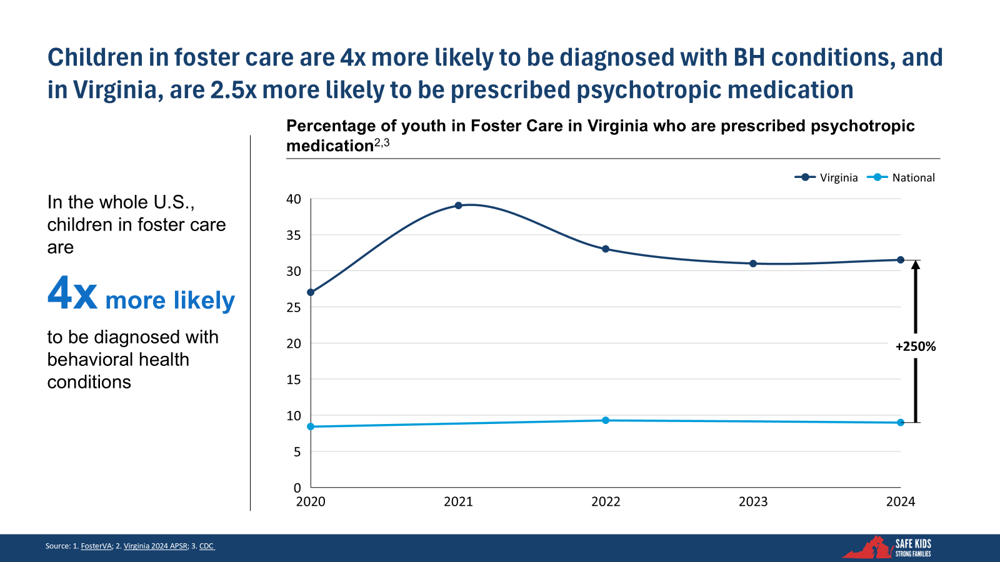 Children in foster care are 4x more likely to be diagnosed with BH conditions, and
in Virginia, are 2.5x more likely to be prescribed psychotropic medication
Percentage of youth in Foster Care in Virginia who are prescribed psychotropic
medication2,3
In the whole U.S.,
children in foster care
are
4x more likely
to be diagnosed with
behavioral health
conditions
Virginia National
40
35
30
25
20
15
10
5
0
2020 2021 2022 2023 2024
+250%
Source: 1. FosterVA; 2. Virginia 2024 APSR; 3. CDC
SAFE KIDS
STRONG FAMILIES